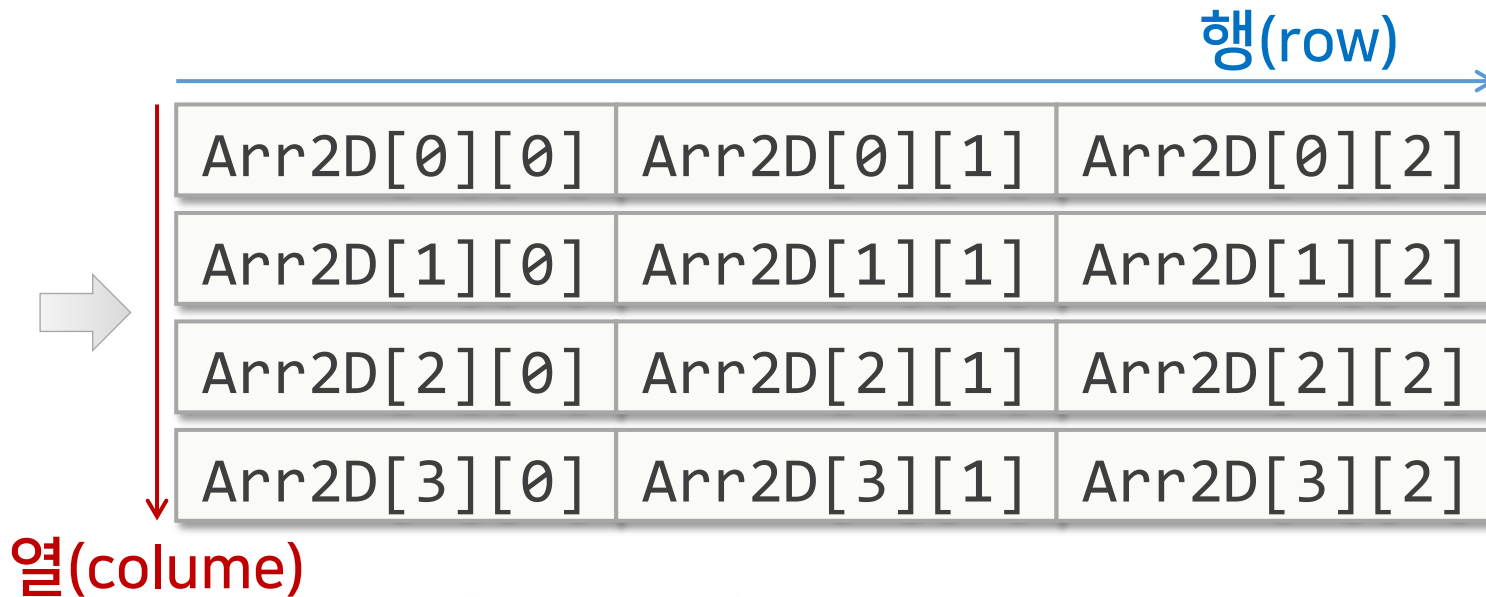 행(row)
Arr2D[0][0] Arr2D[0][1] Arr2D[0][2]
Arr2D[1][0] Arr2D[1][1] Arr2D[1][2]
Arr2D[2][0] Arr2D[2][1] Arr2D[2][2]
Arr2D[3][0] Arr2D[3][1] Arr2D[3][2]
열(colume)